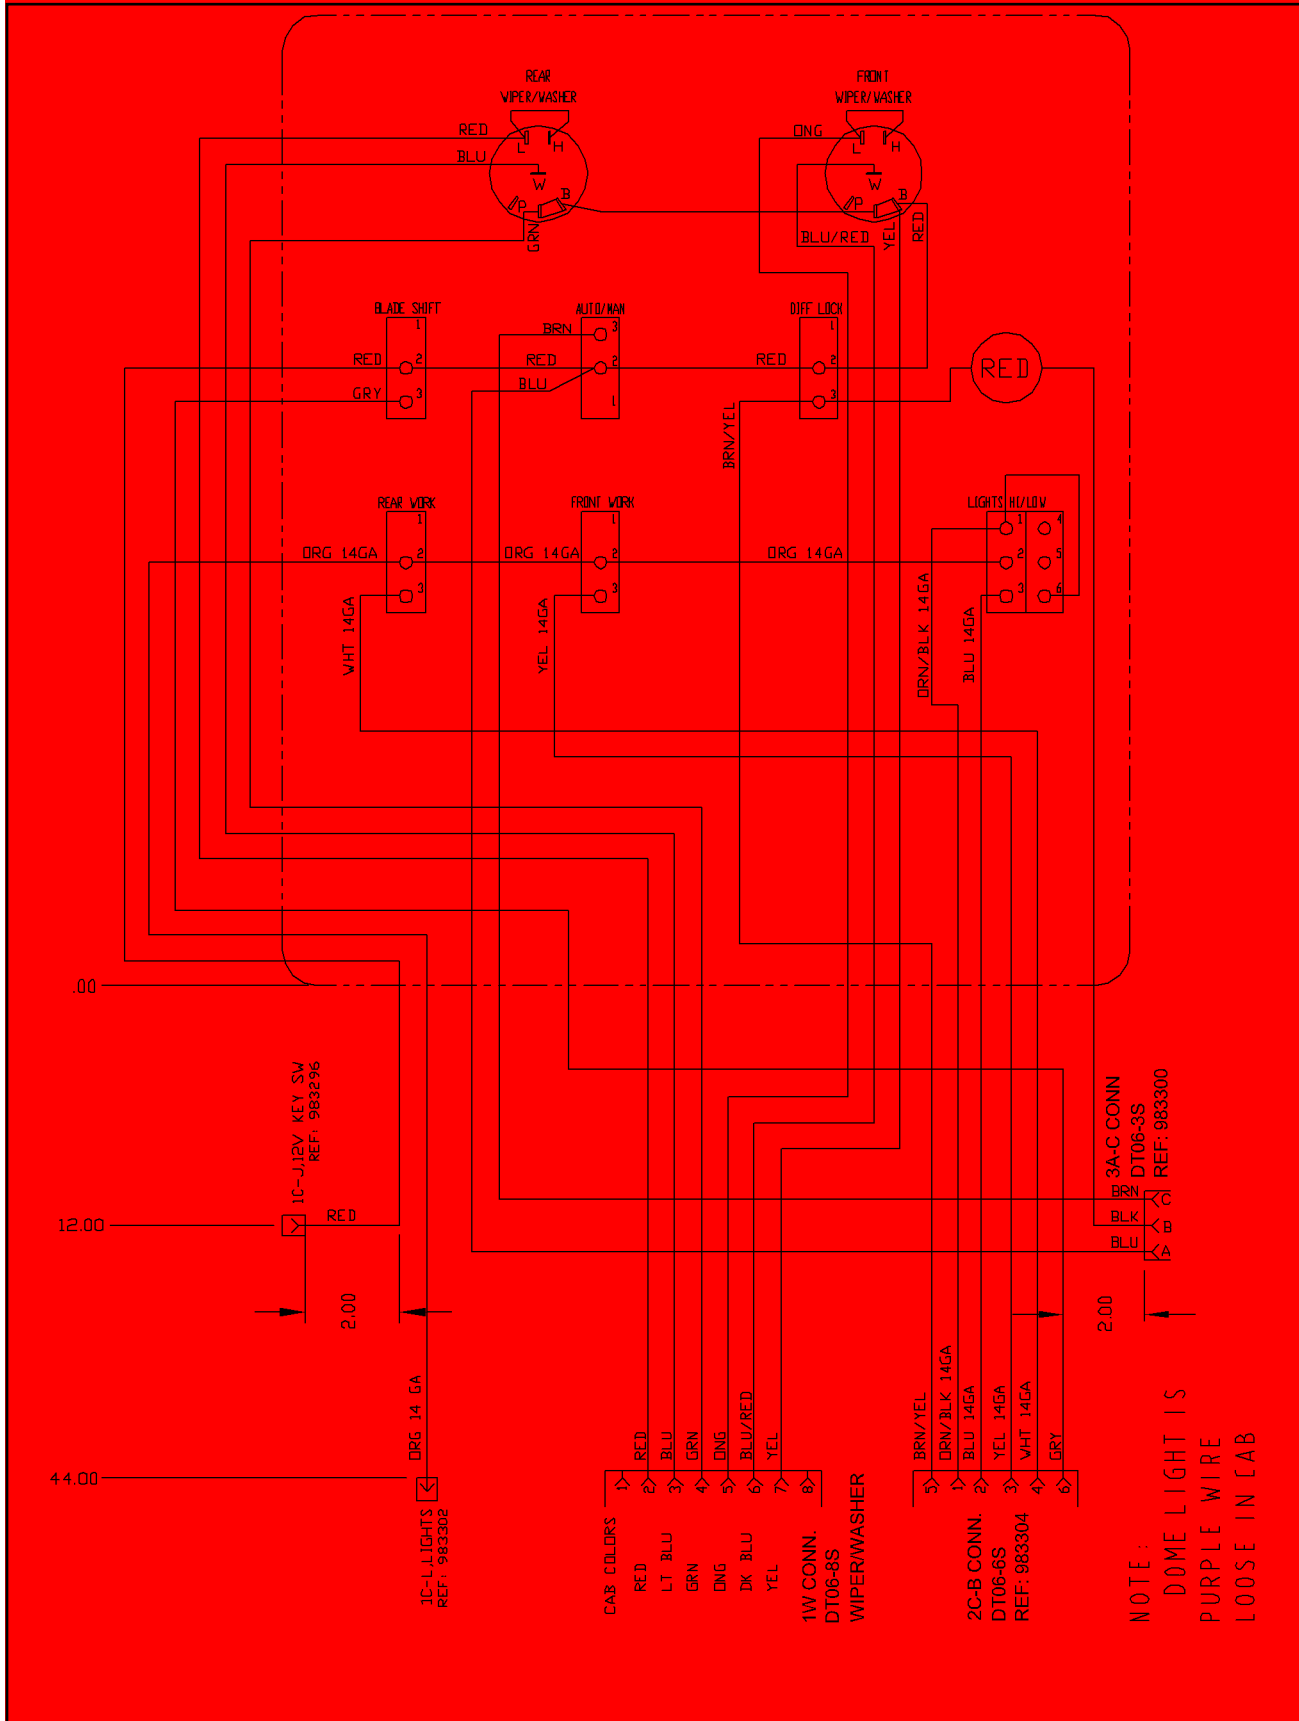 REAR
WIPER/WASHER
FRONT
WIPER/WASHER
RED
BLU
L
H
W
P
B
GRN
ONG
L
H
W
P
B
BLU/RED
YEL
RED
BLADE SHIFT
1
2
3
RED
GRY
AUTO/MAN
3
2
1
BRN
RED
BLU
DIFF LOCK
1
2
3
RED
BRN/YEL
RED
REAR WORK
1
2
3
ORG 14GA
WHT 14GA
FRONT WORK
1
2
3
ORG 14GA
YEL 14GA
LIGHTS HI/LOW
1
4
2
5
3
6
ORG 14GA
ORN/BLK 14GA
BLU 14GA
.00
12.00
44.00
1C-J,12V KEY SW
REF: 983296
RED
2.00
ORG 14 GA
1C-L,LIGHTS
REF: 983302
3A-C CONN
DT06-3S
REF: 983300
BRN
C
BLK
B
BLU
A
2.00
RED
BLU
GRN
ONG
BLU/RED
YEL
1
2
3
4
5
6
7
8
CAB COLORS
RED
LT BLU
GRN
ONG
DK BLU
YEL
1W CONN.
DT06-8S
WIPER/WASHER
BRN/YEL
ORN/BLK 14GA
BLU 14GA
YEL 14GA
WHT 14GA
GRY
5
1
2
3
4
6
2C-B CONN.
DT06-6S
REF: 983304
NOTE:
DOME LIGHT IS
PURPLE WIRE
LOOSE IN CAB